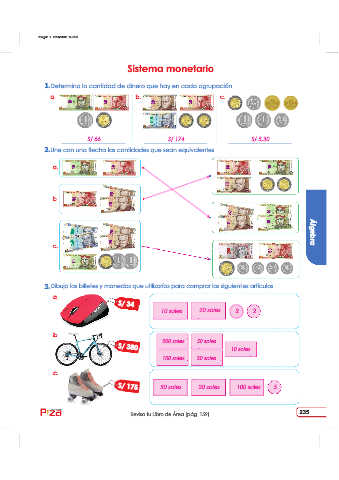 Sistema monetario
1. Determina la cantidad de dinero que hay en cada agrupación
a. b. c.
S/ 66 S/ 174 S/ 5,30
2. Une con una flecha las cantidades que sean equivalentes
a.
b.
c.
3. Dibuja los billetes y monedas que utilizarías para comprar los siguientes artículos
a.
S/ 34
10 soles 20 soles 2 2
b.
S/ 380
200 soles 50 soles
10 soles
100 soles 20 soles
c.
S/ 175
50 soles 20 soles 100 soles 5
Álgebra
Revisa tu Libro de Área (pág. 139)
235